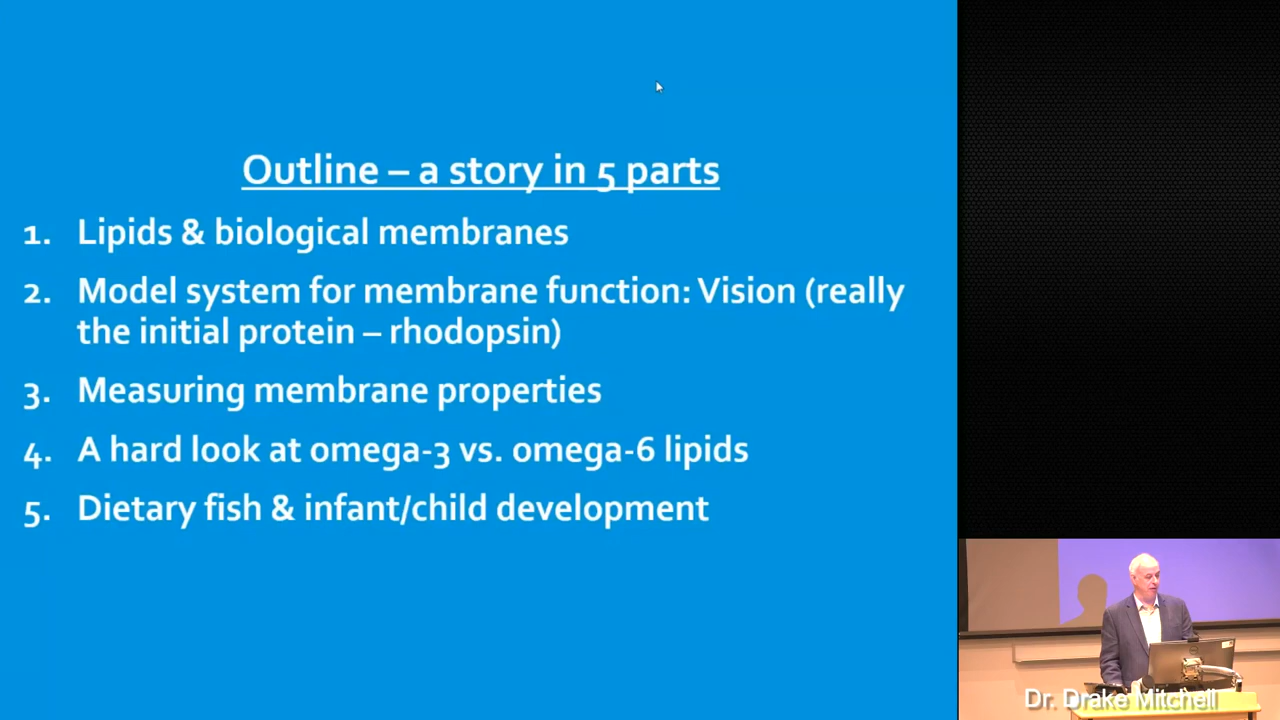 Outline – a story in 5 parts
1. Lipids & biological membranes
2. Model system for membrane function: Vision (really
the initial protein – rhodopsin)
3. Measuring membrane properties
4. A hard look at omega-3 vs. omega-6 lipids
5. Dietary fish & infant/child development
Dr. Drake Mitchell